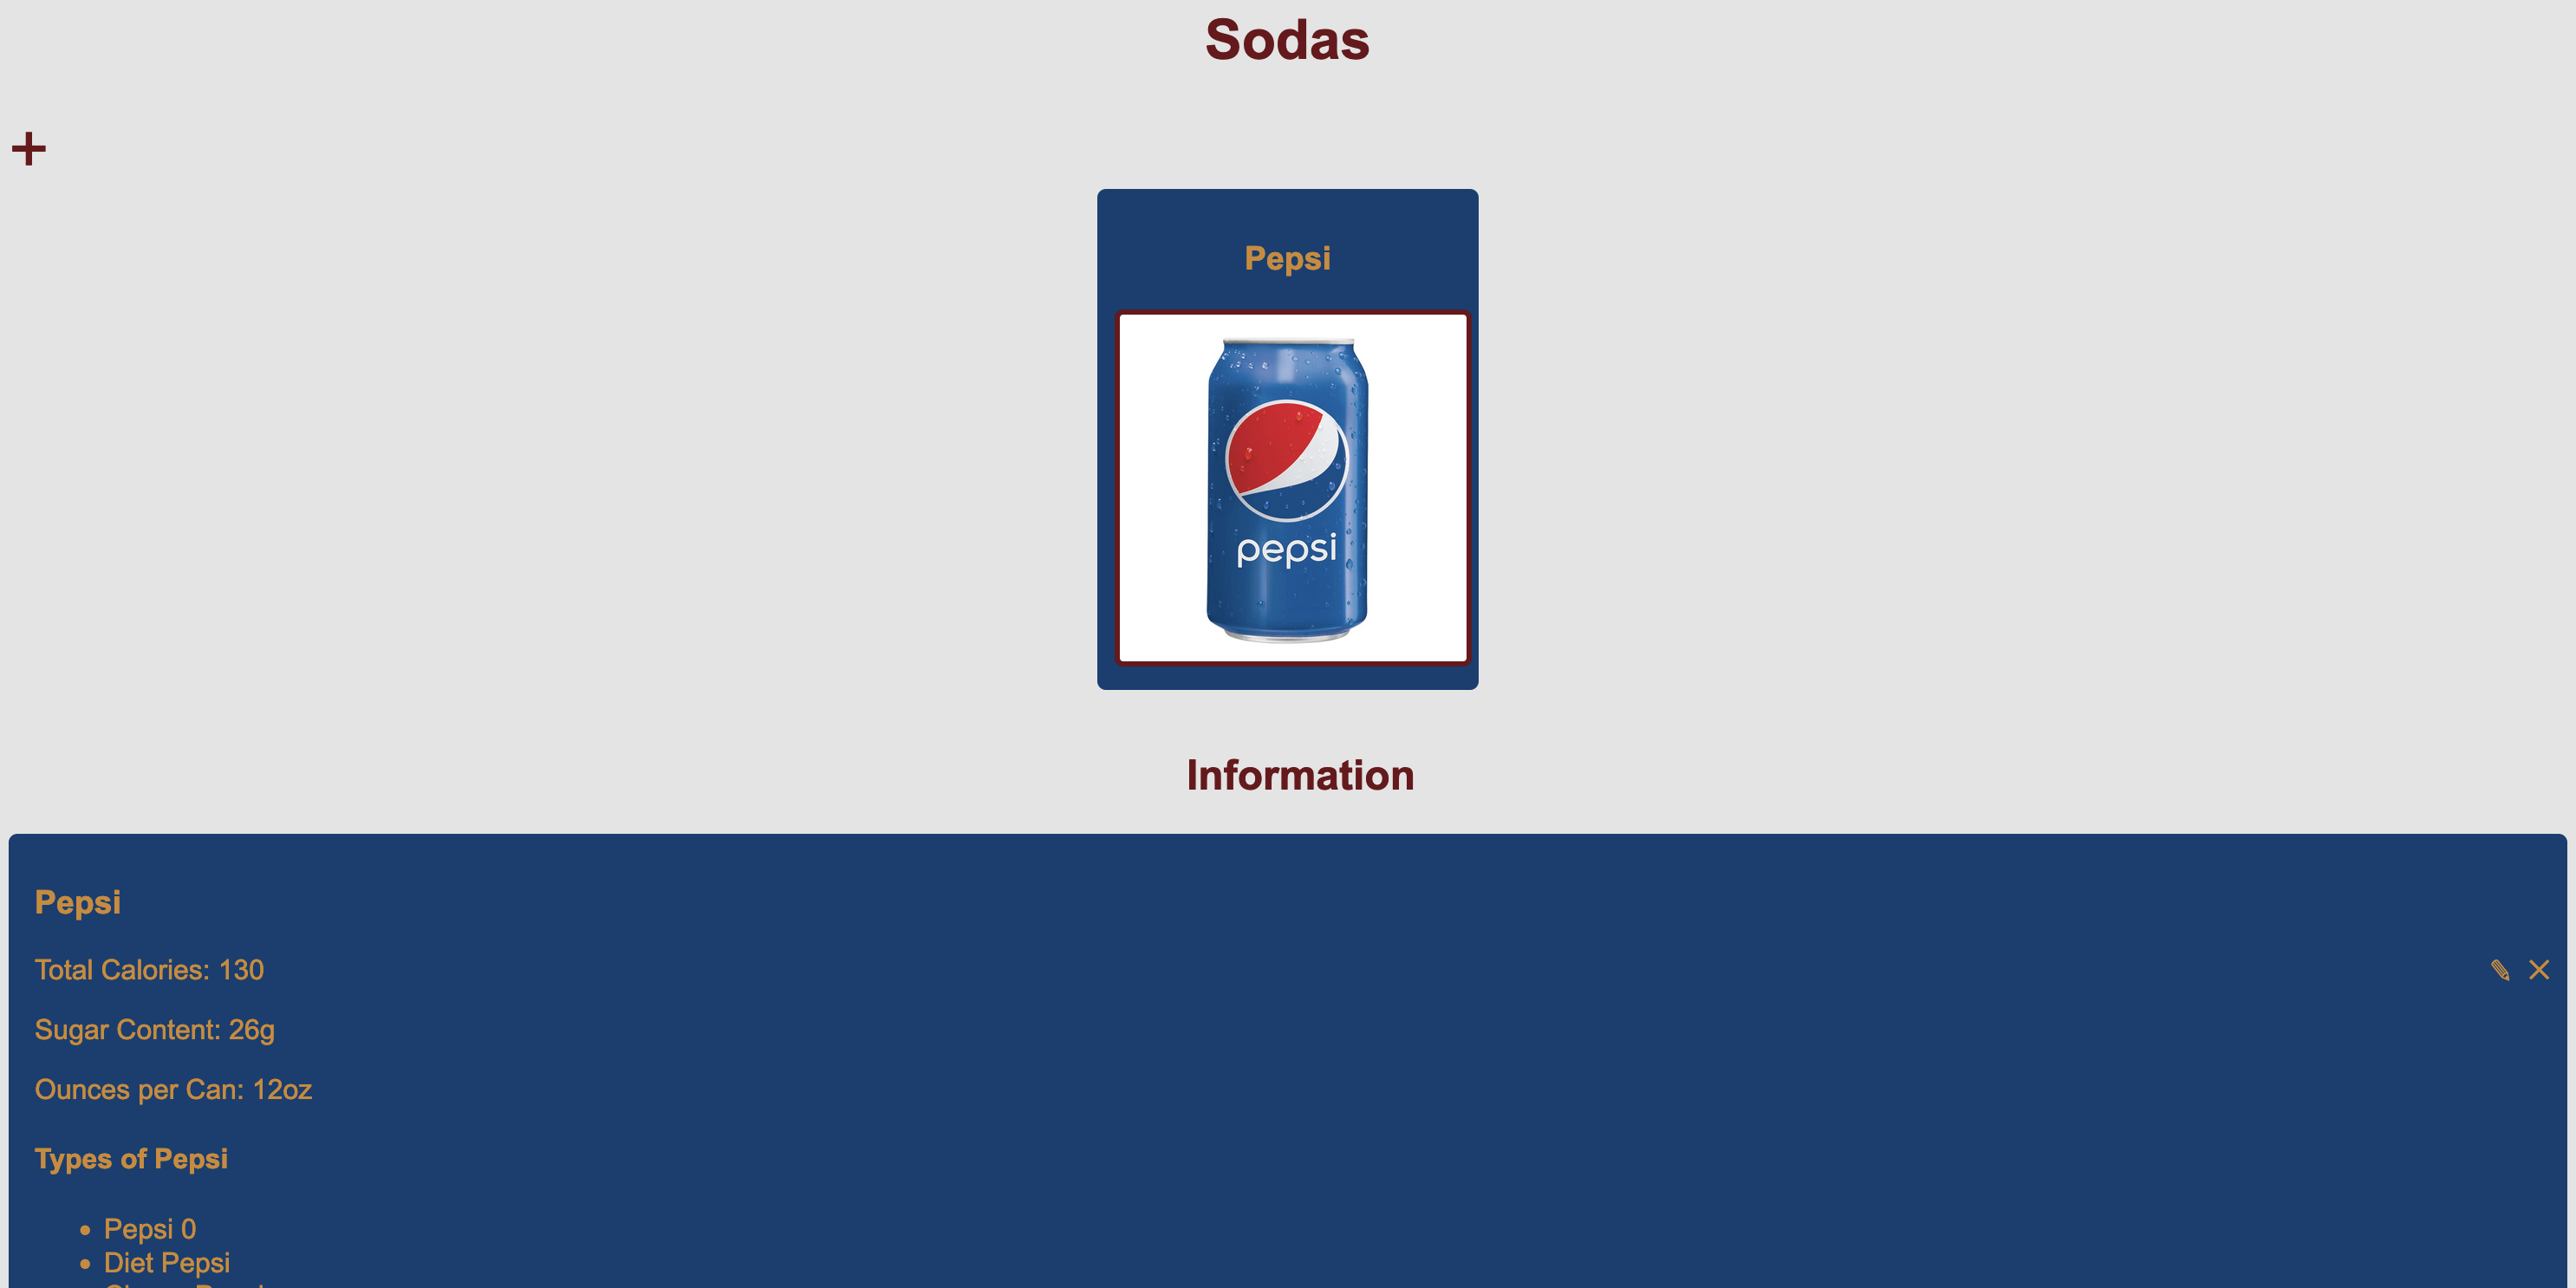 Sodas
+
Pepsi
pepsi
Information
Pepsi
Total Calories: 130
Sugar Content: 26g
Ounces per Can: 12oz
Types of Pepsi
• Pepsi 0
• Diet Pepsi